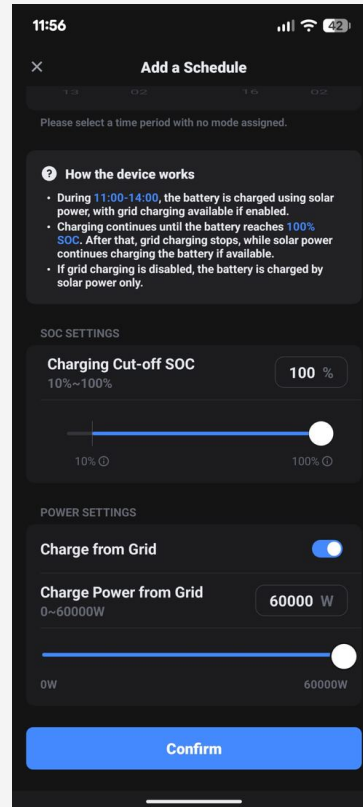 11:56
42
Add a Schedule
13 02 16 02
Please select a time period with no mode assigned.
? How the device works
• During 11:00-14:00, the battery is charged using solar
power, with grid charging available if enabled.
• Charging continues until the battery reaches 100%
SOC. After that, grid charging stops, while solar power
continues charging the battery if available.
• If grid charging is disabled, the battery is charged by
solar power only.
SOC SETTINGS
Charging Cut-off SOC
10%~100%
100 %
10%
100%
POWER SETTINGS
Charge from Grid
Charge Power from Grid
0~60000W
60000 W
0W
60000W
Confirm